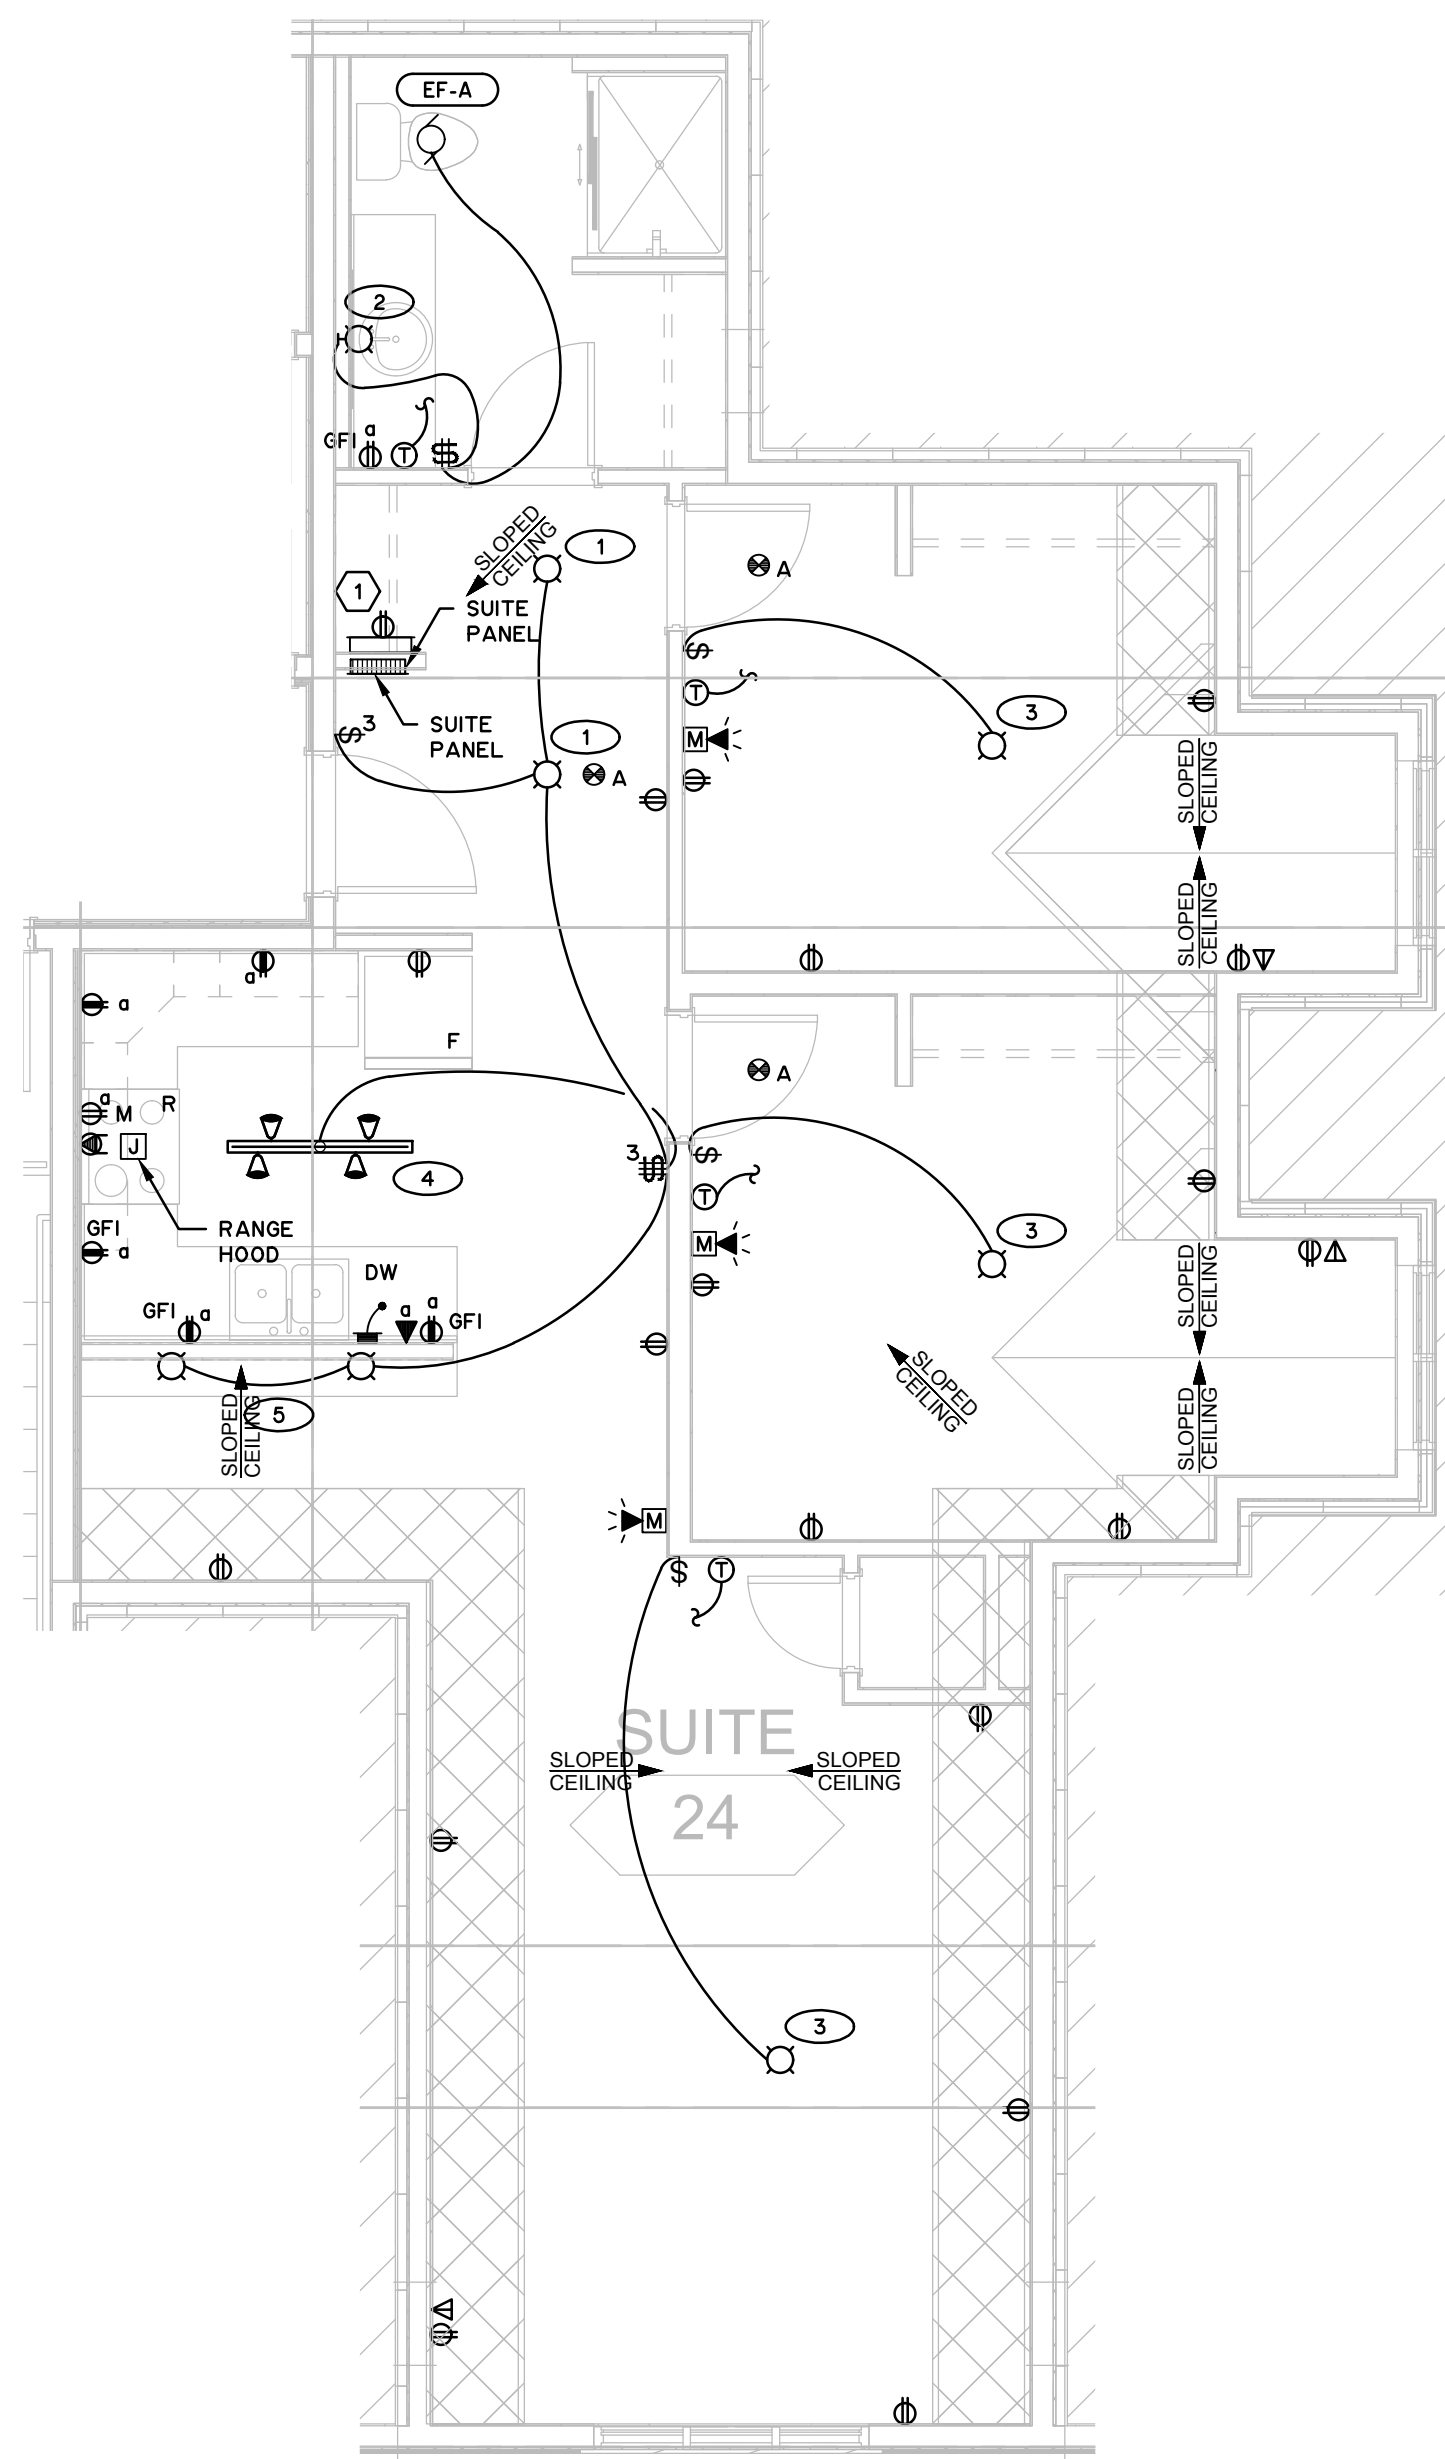 EF-A
2
GFI a
T
$
SLOPED
CEILING
1
A
1
SUITE
PANEL
$
T
3
$3
SUITE
PANEL
1
M
A
SLOPED
CEILING
SLOPED
CEILING
a
a
F
A
a
M
R
J
3
$
$
4
T
GFI
a
RANGE
HOOD
M
3
DW
GFI a
a
a
GFI
SLOPED
CEILING
SLOPED
CEILING
SLOPED
CEILING
5
SLOPED
CEILING
M
$
T
SUITE
SLOPED
CEILING
SLOPED
CEILING
24
3